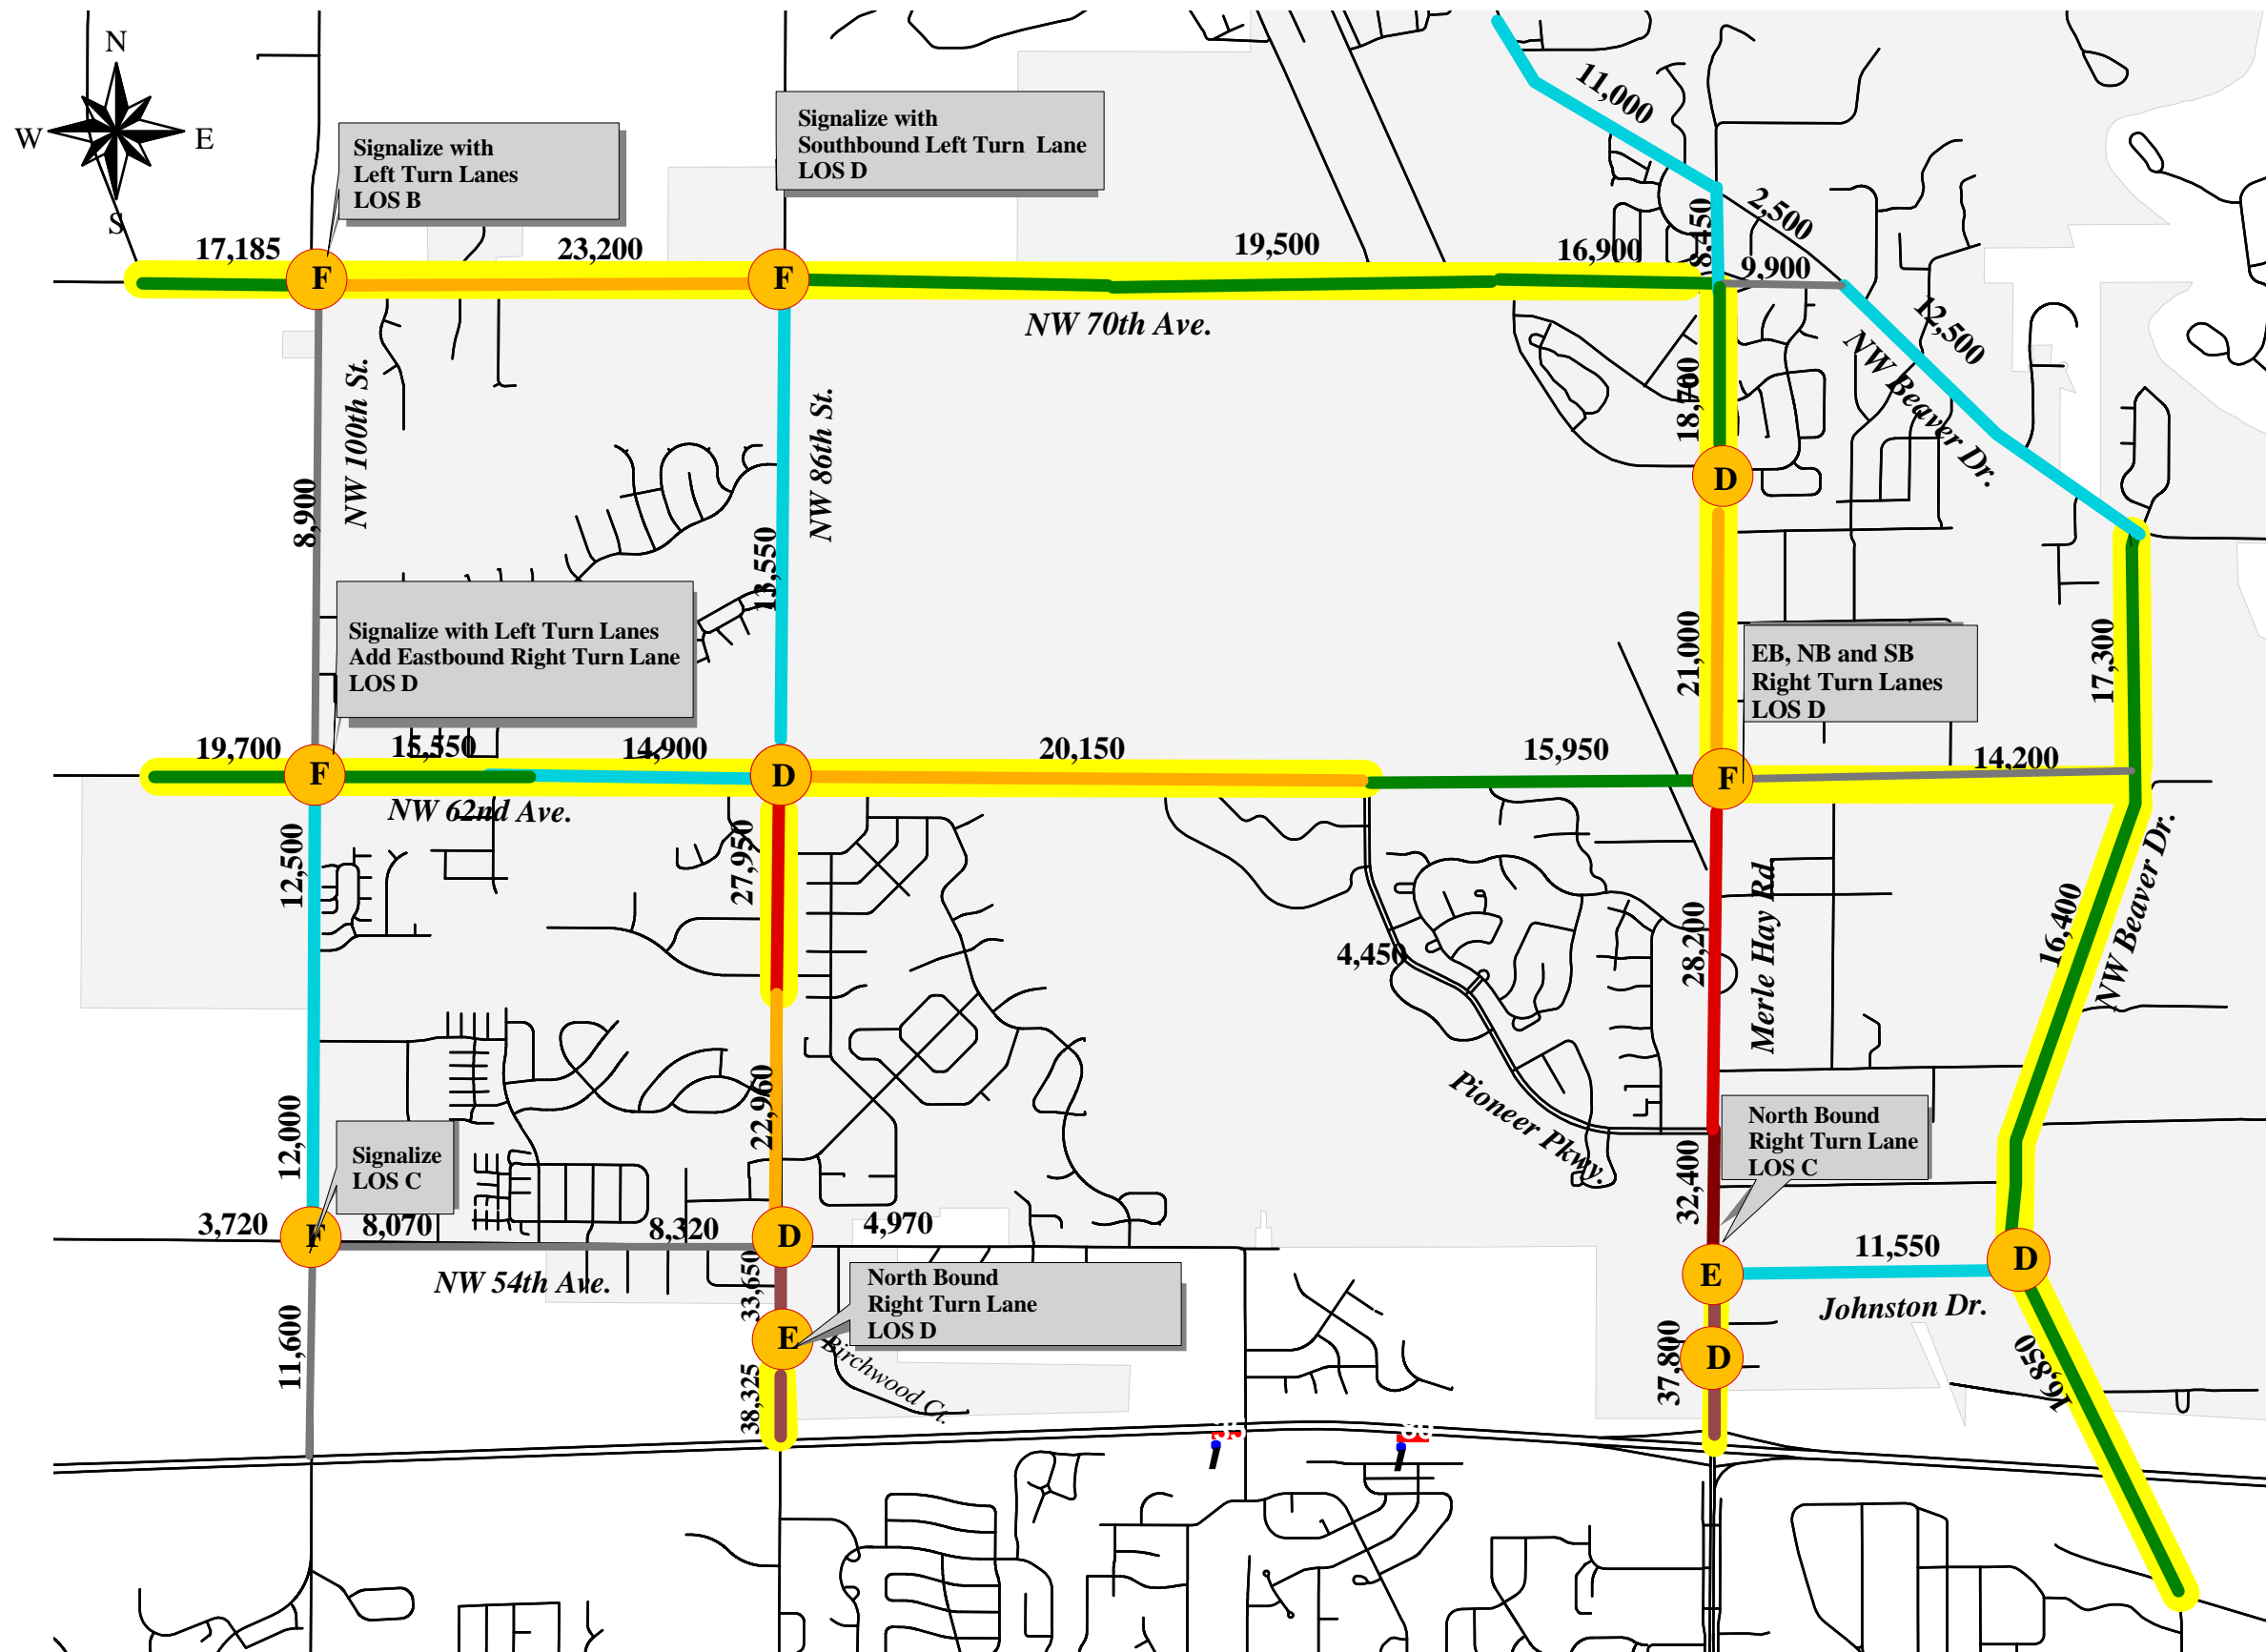 N
W
E
S
Signalize with
Left Turn Lanes
LOS B
Signalize with
Southbound Left Turn Lane
LOS D
11,000
2,500
8,450
9,900
17,185
F
23,200
F
19,500
16,900
NW 70th Ave.
12,500
NW Beaver Dr.
NW 100th St.
NW 86th St.
18,700
D
8,900
13,550
Signalize with Left Turn Lanes
Add Eastbound Right Turn Lane
LOS D
21,000
EB, NB and SB
Right Turn Lanes
LOS D
17,300
19,700
F
15,550
14,900
D
20,150
15,950
F
14,200
NW 62nd Ave.
12,500
27,950
4,450
28,200
Merle Hay Rd.
16,400
NW Beaver Dr.
12,000
22,960
Pioneer Pkwy.
Signalize
LOS C
North Bound
Right Turn Lane
LOS C
32,400
3,720
F
8,070
8,320
D
4,970
NW 54th Ave.
33,650
North Bound
Right Turn Lane
LOS D
E
11,550
D
Johnston Dr.
11,600
E
Birchwood Ct.
38,325
37,800
D
16,850
35
80